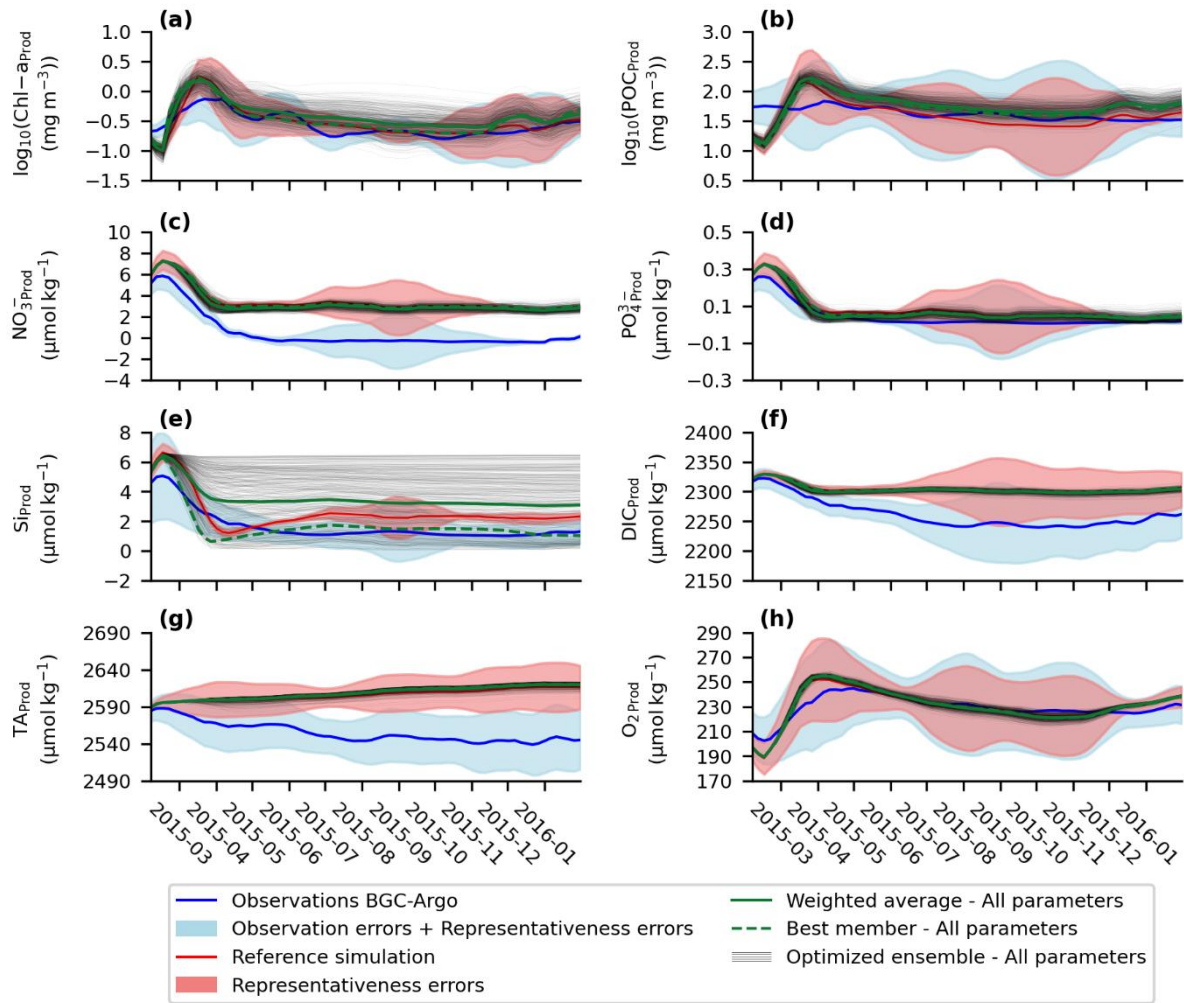 (a)
log10(Chl−aProd)
(mg m−3))
1.0
0.5
0.0
−0.5
−1.0
−1.5
(b)
log10(POCProd)
(mg m−3))
3.0
2.5
2.0
1.5
1.0
0.5
(c)
NO3−Prod
(µmol kg−1)
10
8
6
4
2
0
−2
−4
(d)
PO43−Prod
(µmol kg−1)
0.5
0.3
0.1
−0.1
−0.3
(e)
SiProd
(µmol kg−1)
8
6
4
2
0
−2
(f)
DICProd
(µmol kg−1)
2400
2350
2300
2250
2200
2150
(g)
TAProd
(µmol kg−1)
2690
2640
2590
2540
2490
(h)
O2Prod
(µmol kg−1)
290
270
250
230
210
190
170
2015-03
2015-04
2015-05
2015-06
2015-07
2015-08
2015-09
2015-10
2015-11
2015-12
2016-01
2015-03
2015-04
2015-05
2015-06
2015-07
2015-08
2015-09
2015-10
2015-11
2015-12
2016-01
Observations BGC-Argo
Observation errors + Representativeness errors
Reference simulation
Representativeness errors
Weighted average - All parameters
Best member - All parameters
Optimized ensemble - All parameters